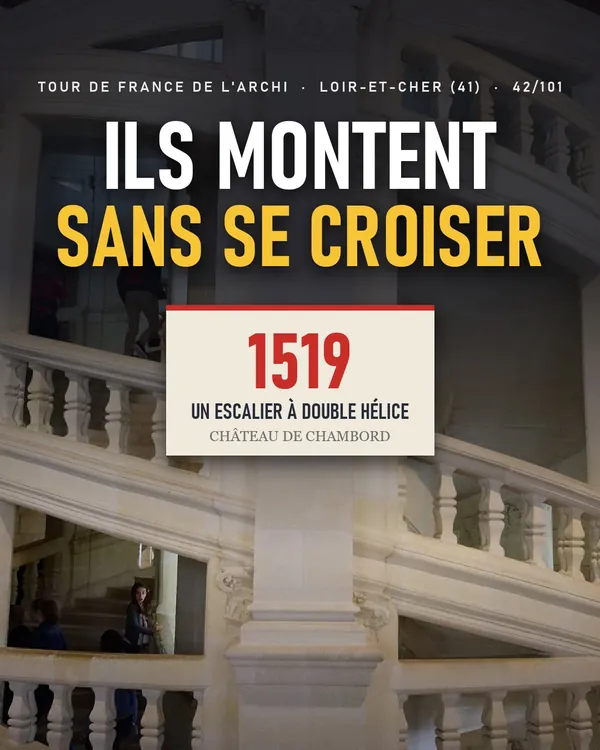 TOUR DE FRANCE DE L'ARCHI · LOIR-ET-CHER (41) · 42/101
ILS MONTENT
SANS SE CROISER
1519
UN ESCALIER À DOUBLE HÉLICE
CHÂTEAU DE CHAMBORD